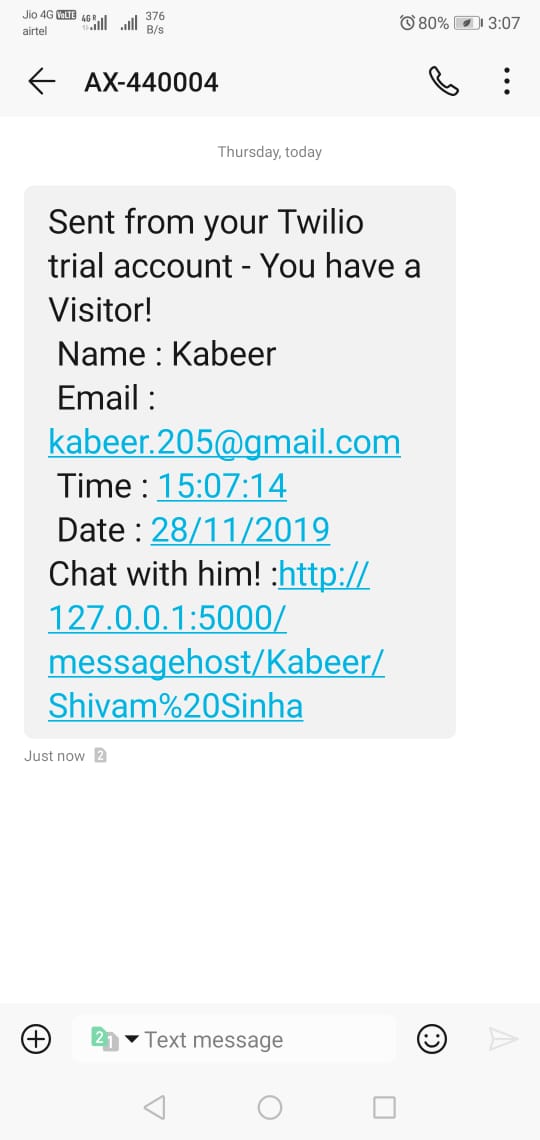 Jio 4G VoLTE 4G R 376
airtel B/s 80% 3:07
AX-440004
Thursday, today
Sent from your Twilio
trial account - You have a
Visitor!
Name : Kabeer
Email :
kabeer.205@gmail.com
Time : 15:07:14
Date : 28/11/2019
Chat with him! :http://
127.0.0.1:5000/
messagehost/Kabeer/
Shivam%20Sinha
Just now 2
2 1 Text message